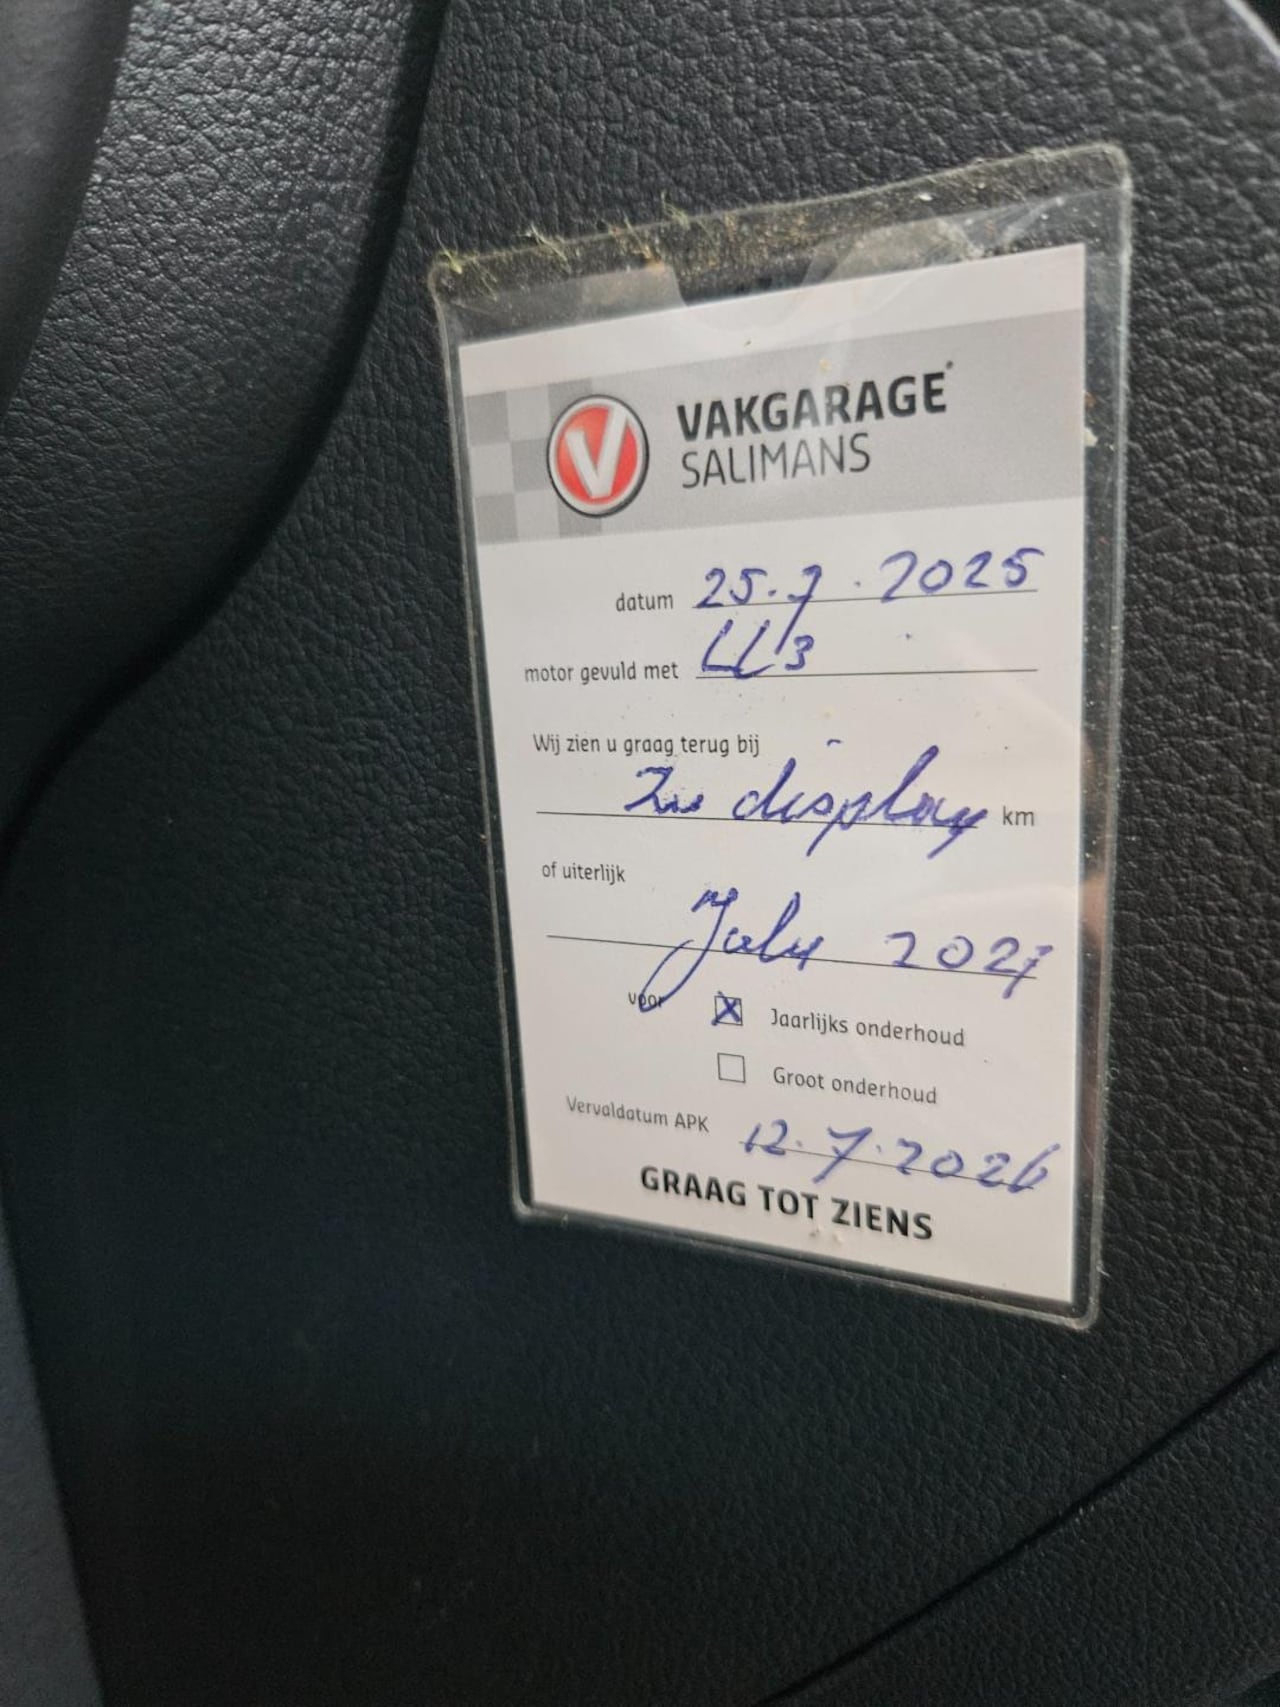 V
VAKGARAGE
SALIMANS
datum 25.7.2025
motor gevuld met LL3
Wij zien u graag terug bij
Zie display km
of uiterlijk
July 2027
voor X Jaarlijks onderhoud
Groot onderhoud
Vervaldatum APK 12.7.2026
GRAAG TOT ZIENS